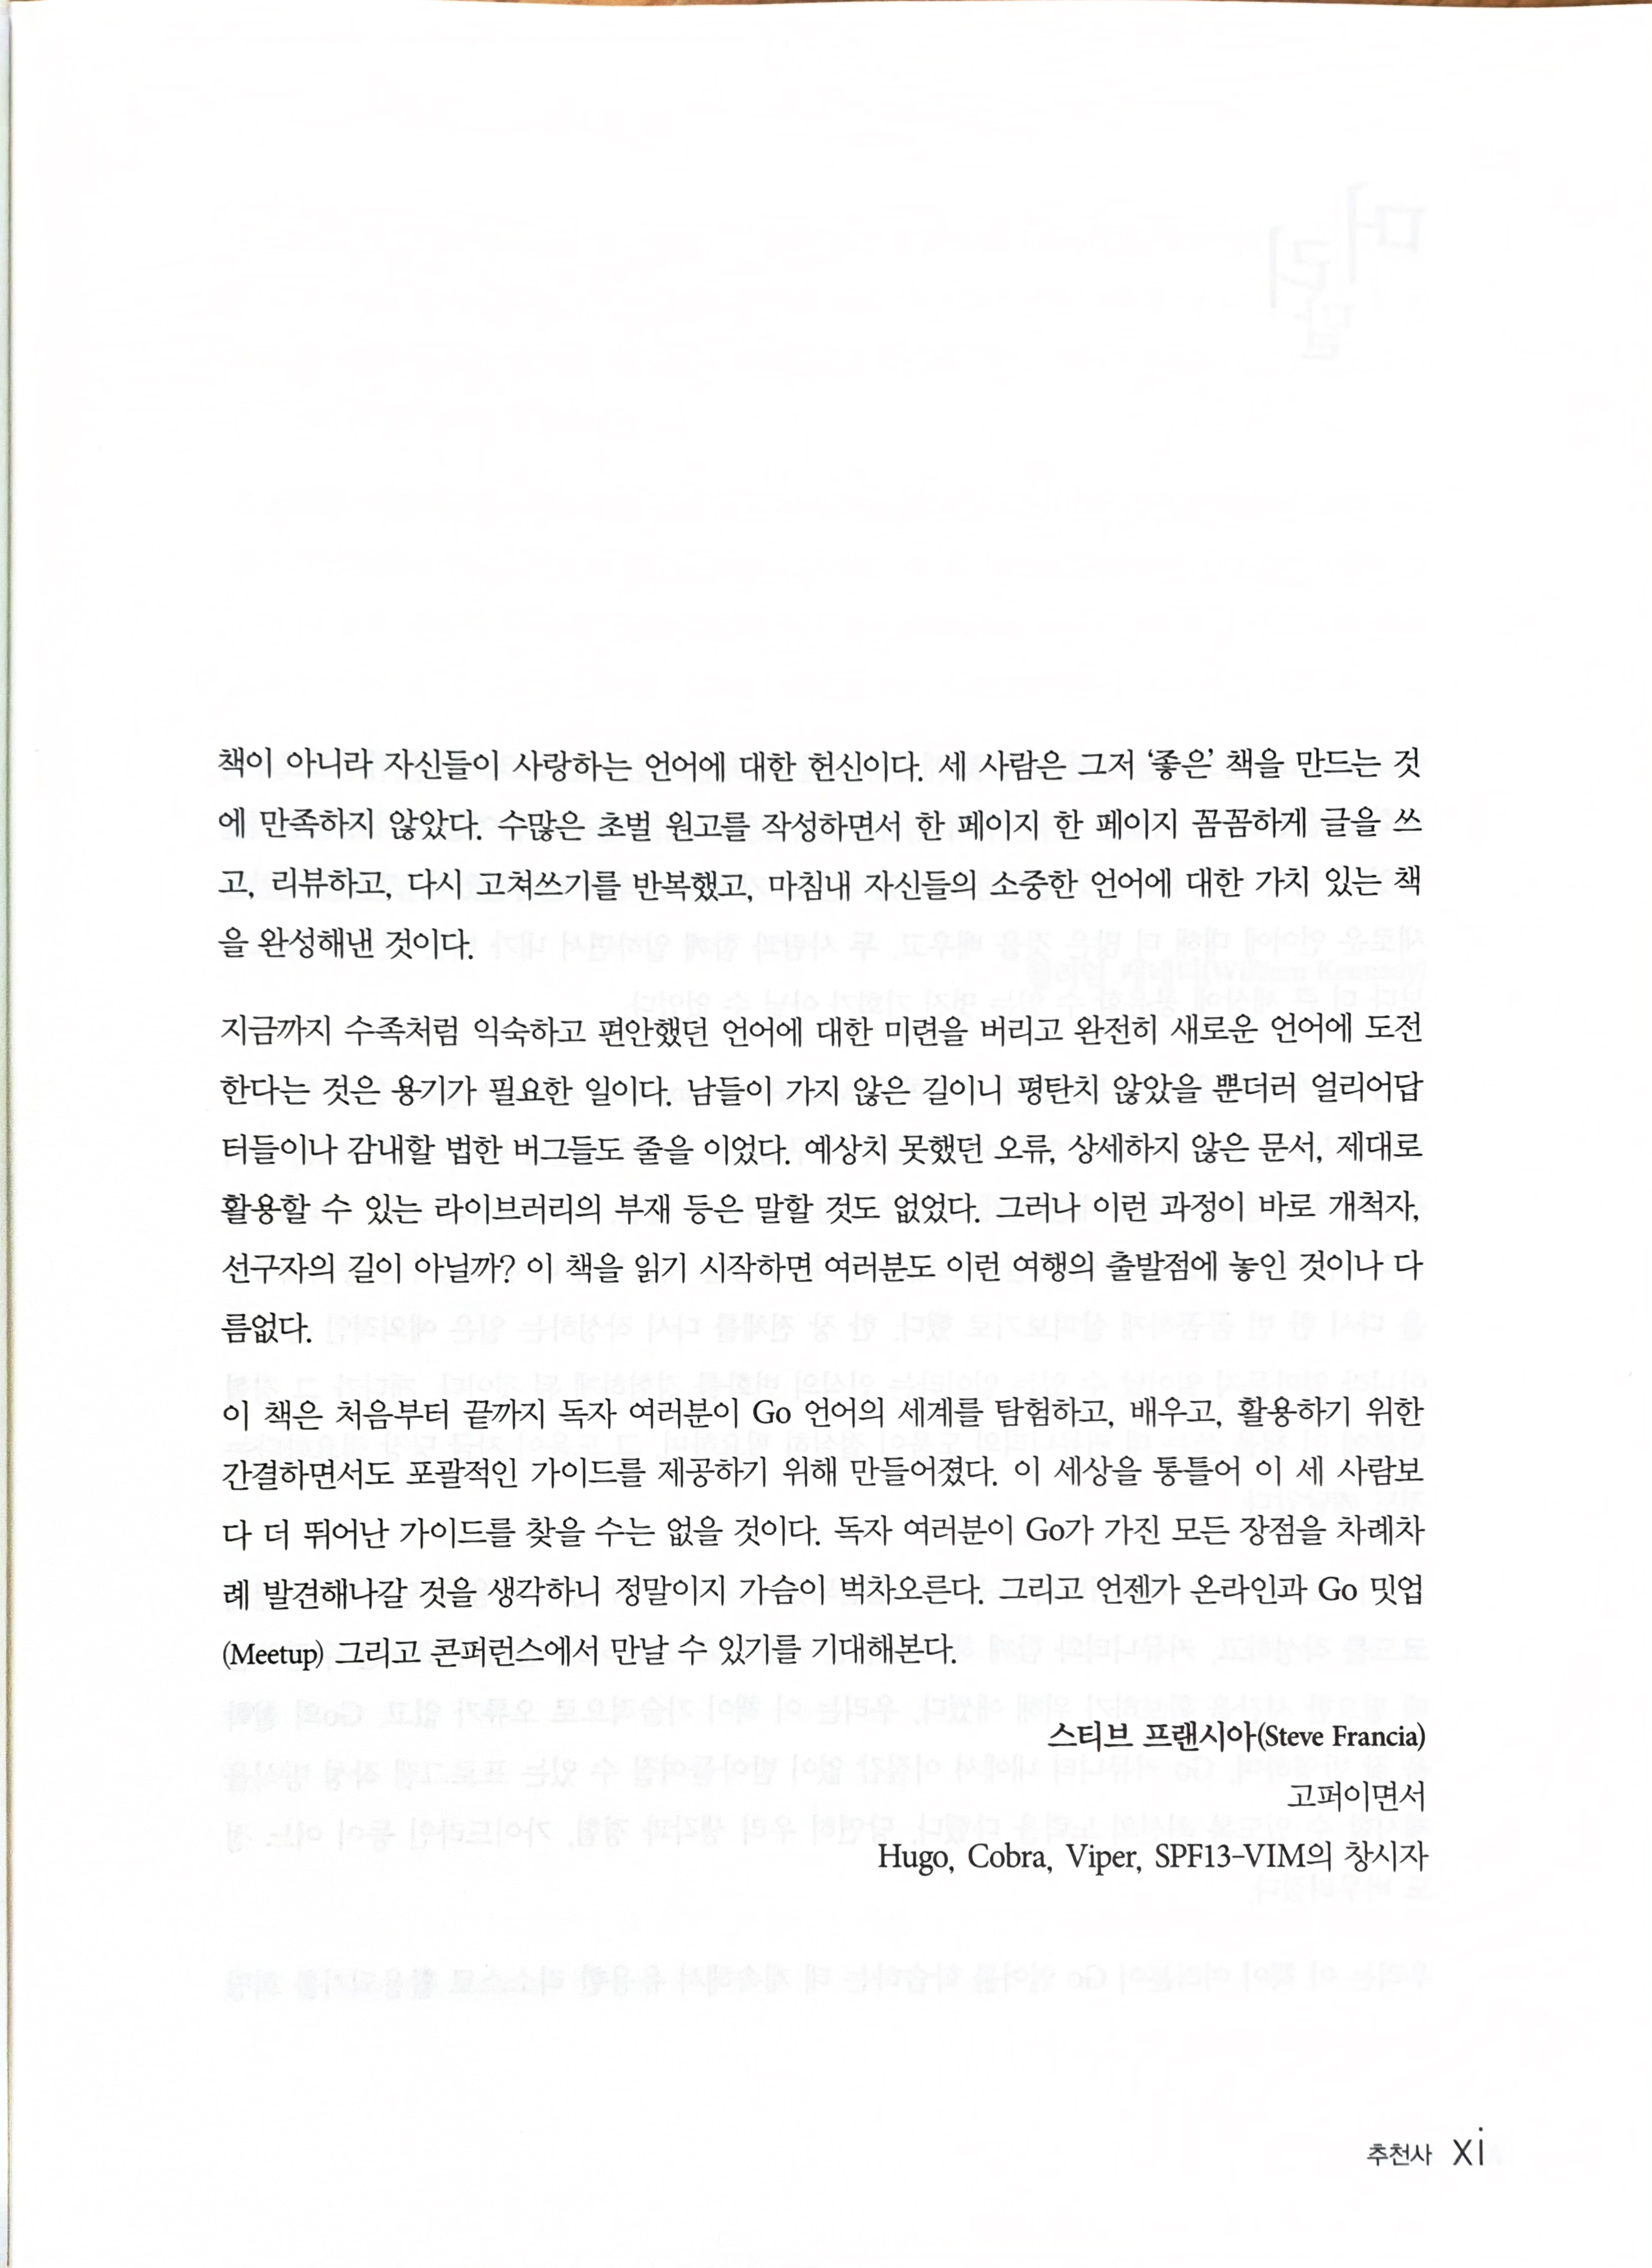 책이 아니라 자신들이 사랑하는 언어에 대한 헌신이다. 세 사람은 그저 ‘좋은’ 책을 만드는 것
에 만족하지 않았다. 수많은 초벌 원고를 작성하면서 한 페이지 한 페이지 꼼꼼하게 글을 쓰
고, 리뷰하고, 다시 고쳐쓰기를 반복했고, 마침내 자신들의 소중한 언어에 대한 가치 있는 책
을 완성해낸 것이다.
지금까지 수족처럼 익숙하고 편안했던 언어에 대한 미련을 버리고 완전히 새로운 언어에 도전
한다는 것은 용기가 필요한 일이다. 남들이 가지 않은 길이니 평탄치 않았을 뿐더러 얼리어답
터들이나 감내할 법한 버그들도 줄을 이었다. 예상치 못했던 오류, 상세하지 않은 문서, 제대로
활용할 수 있는 라이브러리의 부재 등은 말할 것도 없었다. 그러나 이런 과정이 바로 개척자,
선구자의 길이 아닐까? 이 책을 읽기 시작하면 여러분도 이런 여행의 출발점에 놓인 것이나 다
름없다.
이 책은 처음부터 끝까지 독자 여러분이 Go 언어의 세계를 탐험하고, 배우고, 활용하기 위한
간결하면서도 포괄적인 가이드를 제공하기 위해 만들어졌다. 이 세상을 통틀어 이 세 사람보
다 더 뛰어난 가이드를 찾을 수는 없을 것이다. 독자 여러분이 Go가 가진 모든 장점을 차례차
례 발견해나갈 것을 생각하니 정말이지 가슴이 벅차오른다. 그리고 언젠가 온라인과 Go 밋업
(Meetup) 그리고 콘퍼런스에서 만날 수 있기를 기대해본다.
스티브 프랜시아(Steve Francia)
고퍼이면서
Hugo, Cobra, Viper, SPF13-VIM의 창시자
추천사 xi